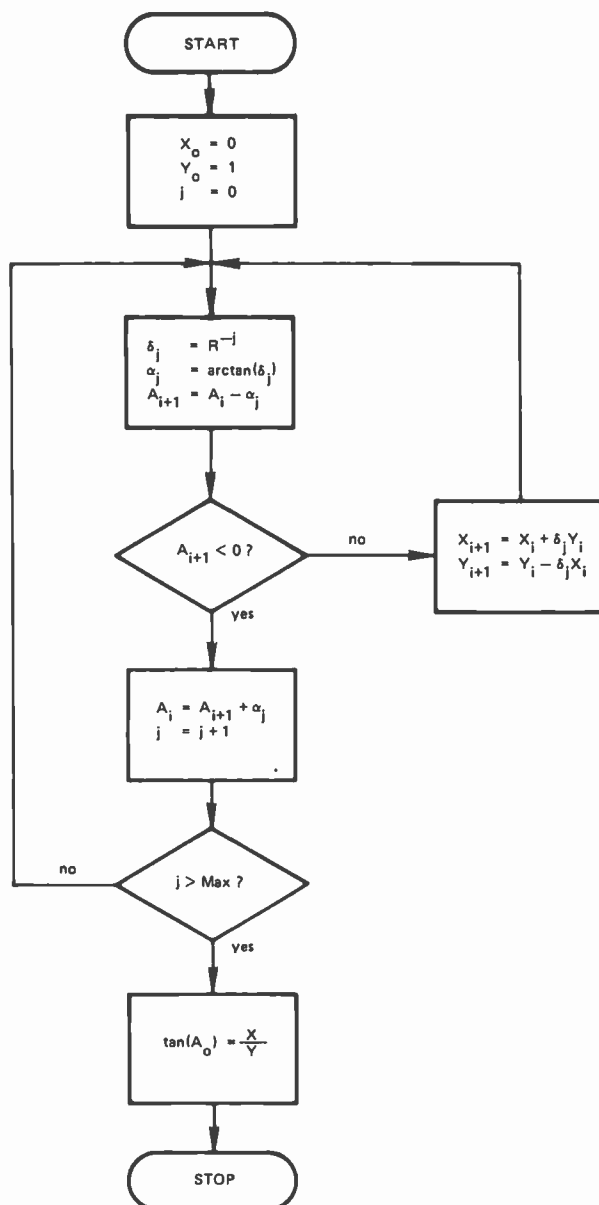 START
X₀ = 0
Y₀ = 1
j = 0
δⱼ = R⁻ʲ
αⱼ = arctan(δⱼ)
Aᵢ₊₁ = Aᵢ − αⱼ
Aᵢ₊₁ < 0 ?
no
Xᵢ₊₁ = Xᵢ + δⱼYᵢ
Yᵢ₊₁ = Yᵢ − δⱼXᵢ
yes
Aᵢ = Aᵢ₊₁ + αⱼ
j = j + 1
no
j > Max ?
yes
tan(A₀) = X/Y
STOP